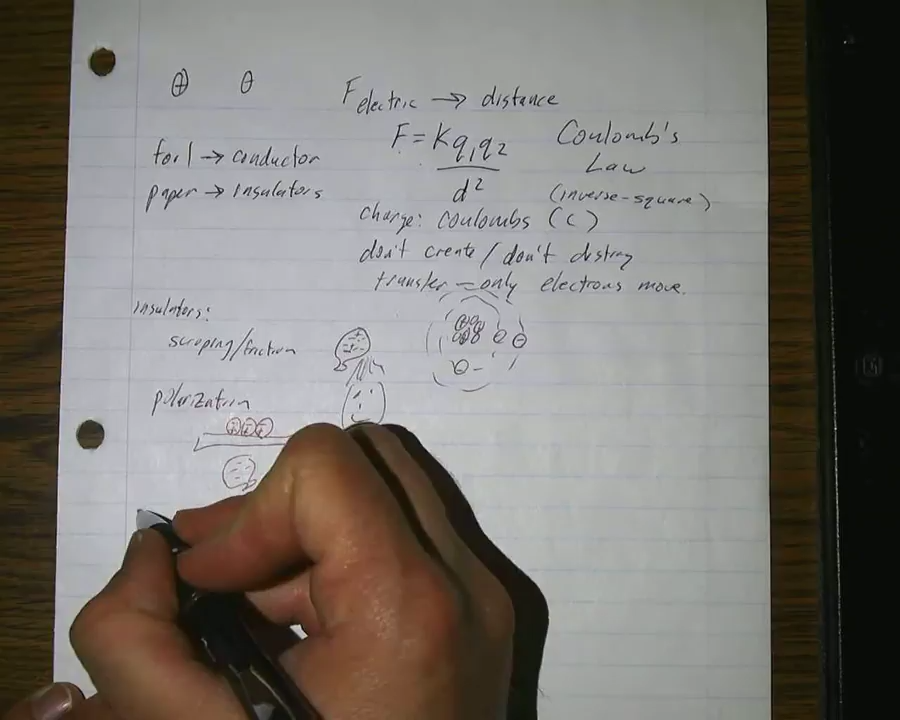 ⊕ ⊖
F electric → distance
F = K q₁q₂ / d²
Coulomb's
Law
(inverse-square)
foil → conductor
paper → insulators
charge: coulombs (C)
don't create / don't destroy
transfer - only electrons move.
insulators:
scraping/friction
polarization